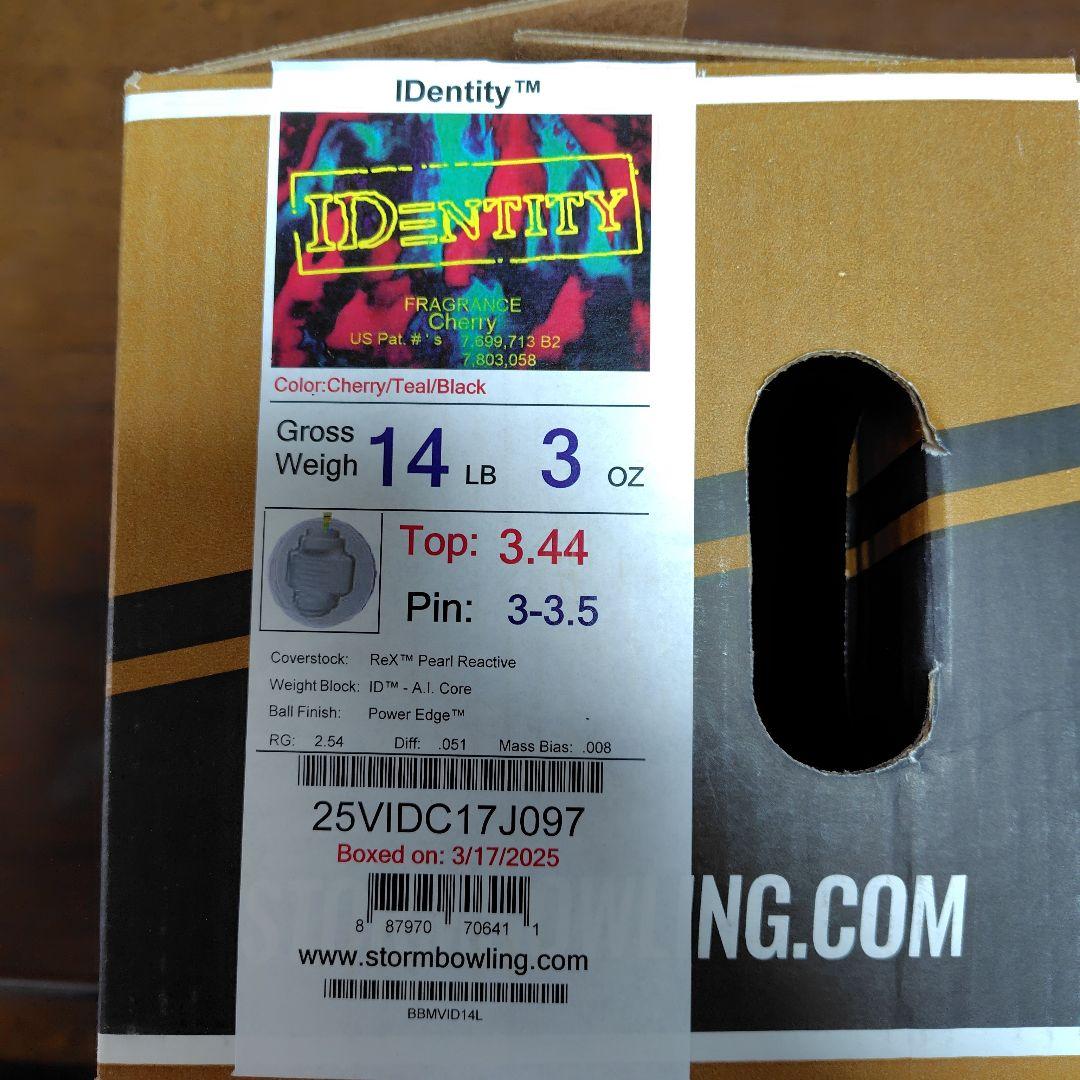 IDentity™
IDENTITY
FRAGRANCE
Cherry
US Pat. # ' s 7,699,713 B2
7,803,058
Color:Cherry/Teal/Black
Gross
Weigh 14 LB 3 OZ
Top: 3.44
Pin: 3-3.5
Coverstock: ReX™ Pearl Reactive
Weight Block: ID™ - A.I. Core
Ball Finish: Power Edge™
RG: 2.54 Diff: .051 Mass Bias: .008
25VIDC17J097
Boxed on: 3/17/2025
8 87970 70641 1
STORMBOWLING.COM
www.stormbowling.com
BBMVID14L